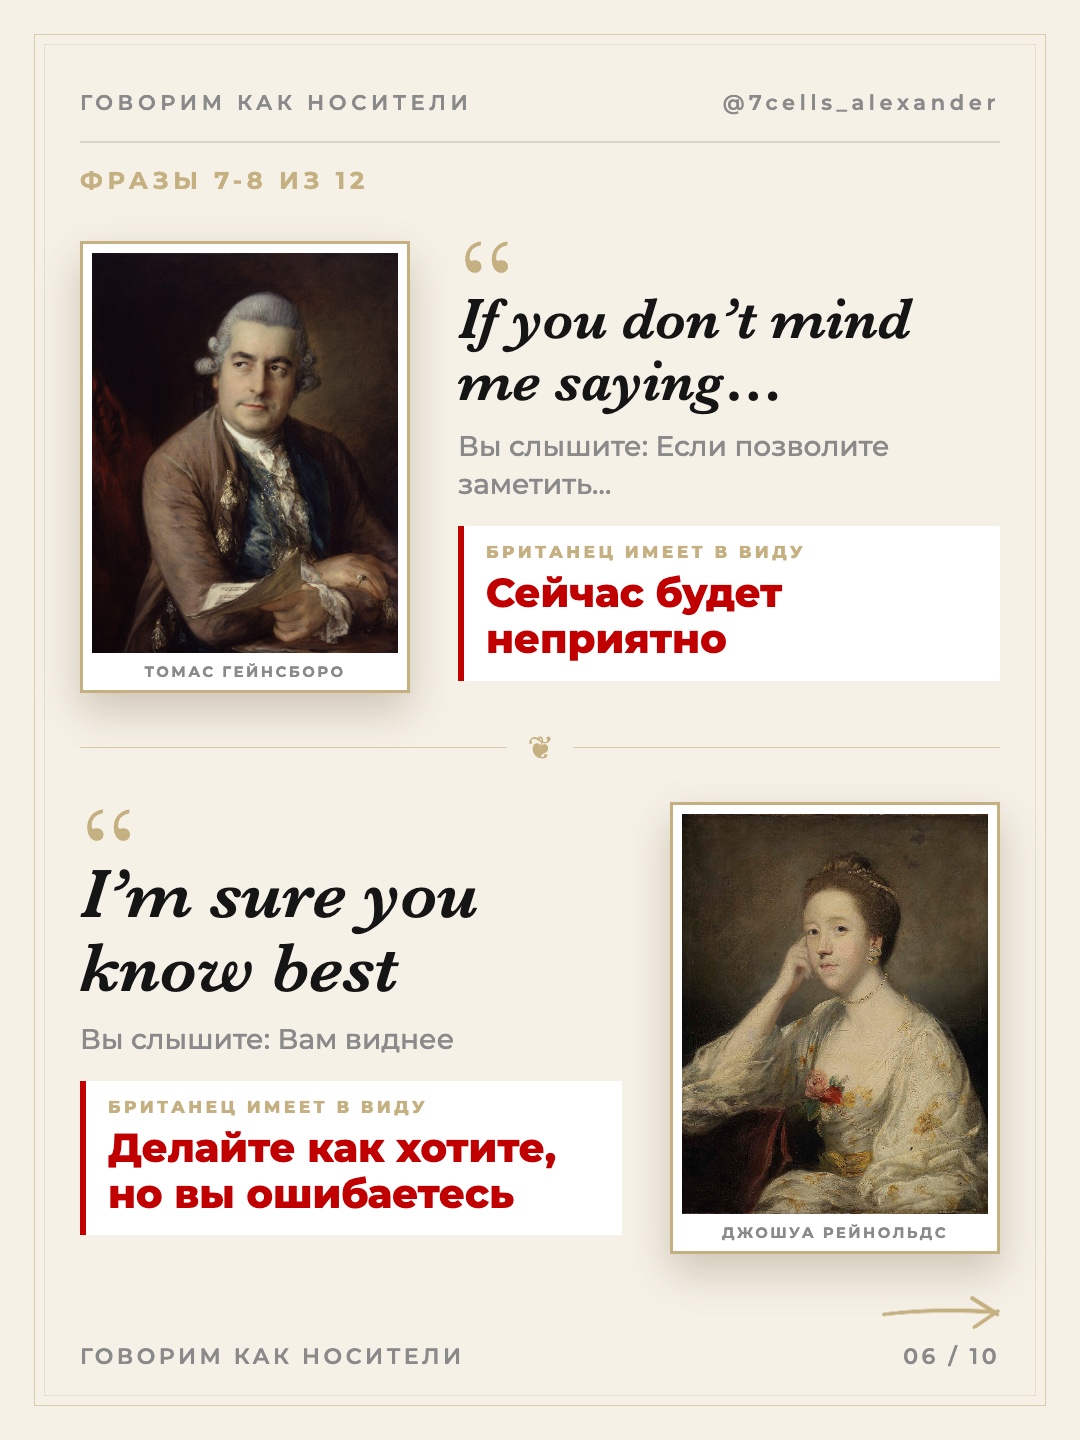 ГОВОРИМ КАК НОСИТЕЛИ
@7cells_alexander
ФРАЗЫ 7-8 ИЗ 12
“
If you don’t mind
me saying…
Вы слышите: Если позволите
заметить...
БРИТАНЕЦ ИМЕЕТ В ВИДУ
Сейчас будет
неприятно
ТОМАС ГЕЙНСБОРО
“
I’m sure you
know best
Вы слышите: Вам виднее
БРИТАНЕЦ ИМЕЕТ В ВИДУ
Делайте как хотите,
но вы ошибаетесь
ДЖОШУА РЕЙНОЛЬДС
ГОВОРИМ КАК НОСИТЕЛИ
06 / 10